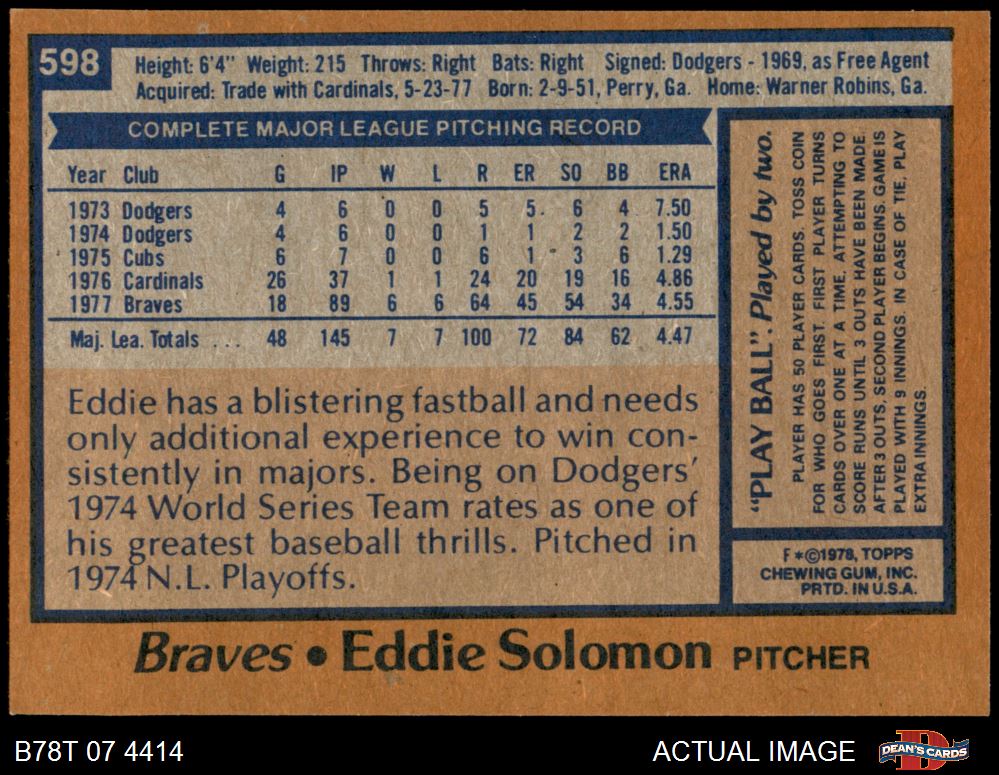 598
Height: 6'4" Weight: 215 Throws: Right Bats: Right Signed: Dodgers - 1969, as Free Agent
Acquired: Trade with Cardinals, 5-23-77 Born: 2-9-51, Perry, Ga. Home: Warner Robins, Ga.
COMPLETE MAJOR LEAGUE PITCHING RECORD
Year Club G IP W L R ER SO BB ERA
1973 Dodgers 4 6 0 0 5 5 6 4 7.50
1974 Dodgers 4 6 0 0 1 1 2 2 1.50
1975 Cubs 6 7 0 0 6 1 3 6 1.29
1976 Cardinals 26 37 1 1 24 20 19 16 4.86
1977 Braves 18 89 6 6 64 45 54 34 4.55
Maj. Lea. Totals ... 48 145 7 7 100 72 84 62 4.47
Eddie has a blistering fastball and needs
only additional experience to win con-
sistently in majors. Being on Dodgers'
1974 World Series Team rates as one of
his greatest baseball thrills. Pitched in
1974 N.L. Playoffs.
"PLAY BALL". Played by two.
PLAYER HAS 50 PLAYER CARDS. TOSS COIN
FOR WHO GOES FIRST. FIRST PLAYER TURNS
CARDS OVER ONE AT A TIME, ATTEMPTING TO
SCORE RUNS UNTIL 3 OUTS HAVE BEEN MADE.
AFTER 3 OUTS, SECOND PLAYER BEGINS. GAME IS
PLAYED WITH 9 INNINGS. IN CASE OF TIE, PLAY
EXTRA INNINGS.
F*©1978, TOPPS
CHEWING GUM, INC.
PRTD. IN U.S.A.
Braves • Eddie Solomon PITCHER
B78T 07 4414
ACTUAL IMAGE
D
DEAN'S CARDS